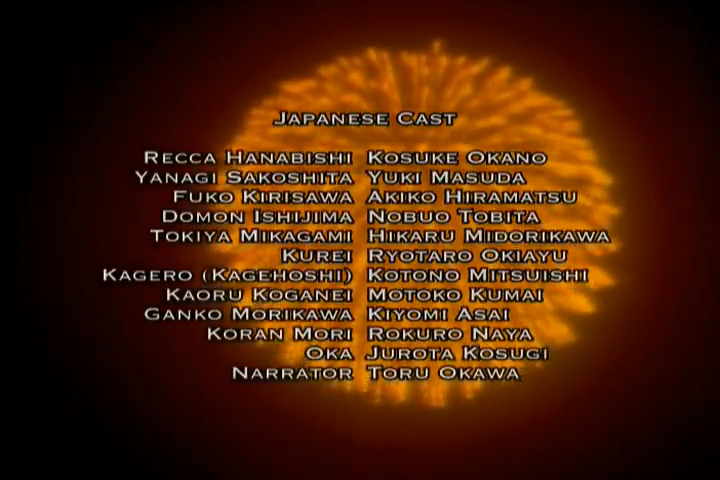 Japanese Cast
Recca Hanabishi Kosuke Okano
Yanagi Sakoshita Yuki Masuda
Fuko Kirisawa Akiko Hiramatsu
Domon Ishijima Nobuo Tobita
Tokiya Mikagami Hikaru Midorikawa
Kurei Ryotaro Okiayu
Kagero (Kagehoshi) Kotono Mitsuishi
Kaoru Koganei Motoko Kumai
Ganko Morikawa Kiyomi Asai
Koran Mori Rokuro Naya
Oka Jurota Kosugi
Narrator Toru Okawa